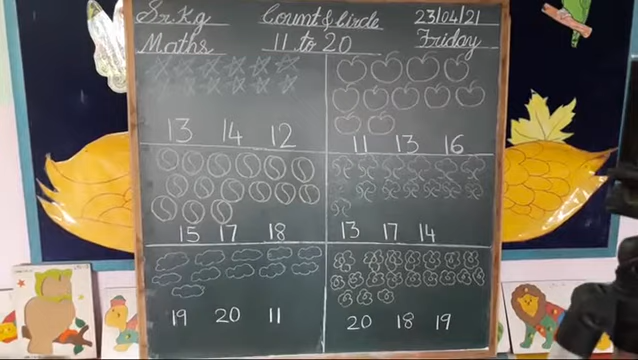 Sr.Kg Count & Circle 23/04/21
Maths 11 to 20 Friday
13 14 12
11 13 16
15 17 18
13 17 14
19 20 11
20 18 19